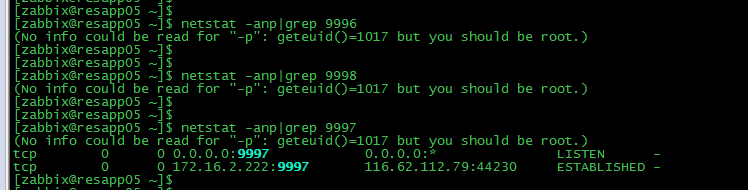 [zabbix@resapp05 ~]$
[zabbix@resapp05 ~]$ netstat -anp|grep 9996
(No info could be read for "-p": geteuid()=1017 but you should be root.)
[zabbix@resapp05 ~]$
[zabbix@resapp05 ~]$
[zabbix@resapp05 ~]$ netstat -anp|grep 9998
(No info could be read for "-p": geteuid()=1017 but you should be root.)
[zabbix@resapp05 ~]$
[zabbix@resapp05 ~]$
[zabbix@resapp05 ~]$ netstat -anp|grep 9997
(No info could be read for "-p": geteuid()=1017 but you should be root.)
tcp 0 0 0.0.0.0:9997 0.0.0.0:* LISTEN -
tcp 0 0 172.16.2.222:9997 116.62.112.79:44230 ESTABLISHED -
[zabbix@resapp05 ~]$